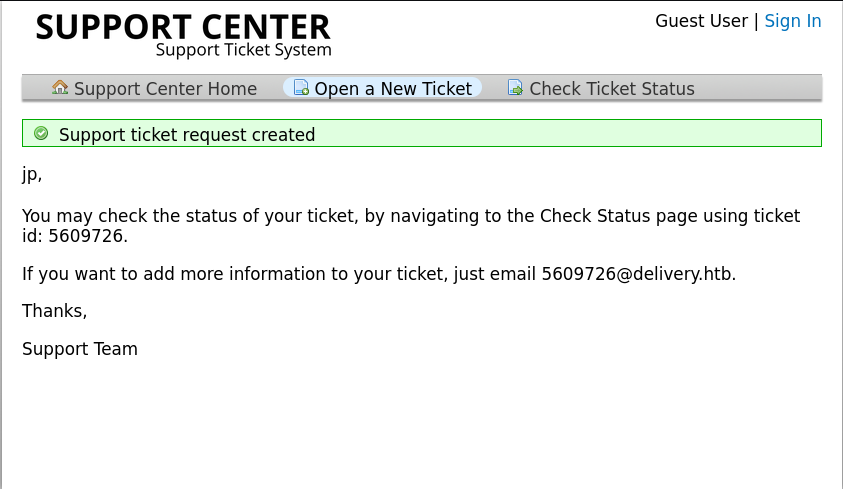 SUPPORT CENTER
Support Ticket System
Guest User | Sign In
Support Center Home
Open a New Ticket
Check Ticket Status
Support ticket request created
jp,
You may check the status of your ticket, by navigating to the Check Status page using ticket
id: 5609726.
If you want to add more information to your ticket, just email 5609726@delivery.htb.
Thanks,
Support Team